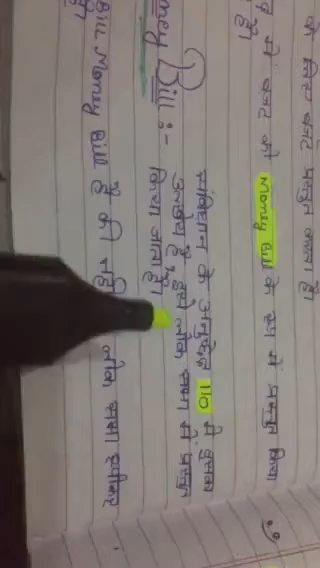 के लिए बजट प्रस्तुत करना है।
में बजट को Money Bill के रूप में प्रस्तुत किया
है।
ney Bill :-
संविधान के अनुच्छेद 110 में इसका
उल्लेख है, इसे लोक सभा में प्रस्तुत
किया जाता है।
Bill, Money Bill है की नहीं लोक सभा स्पीकर
है।